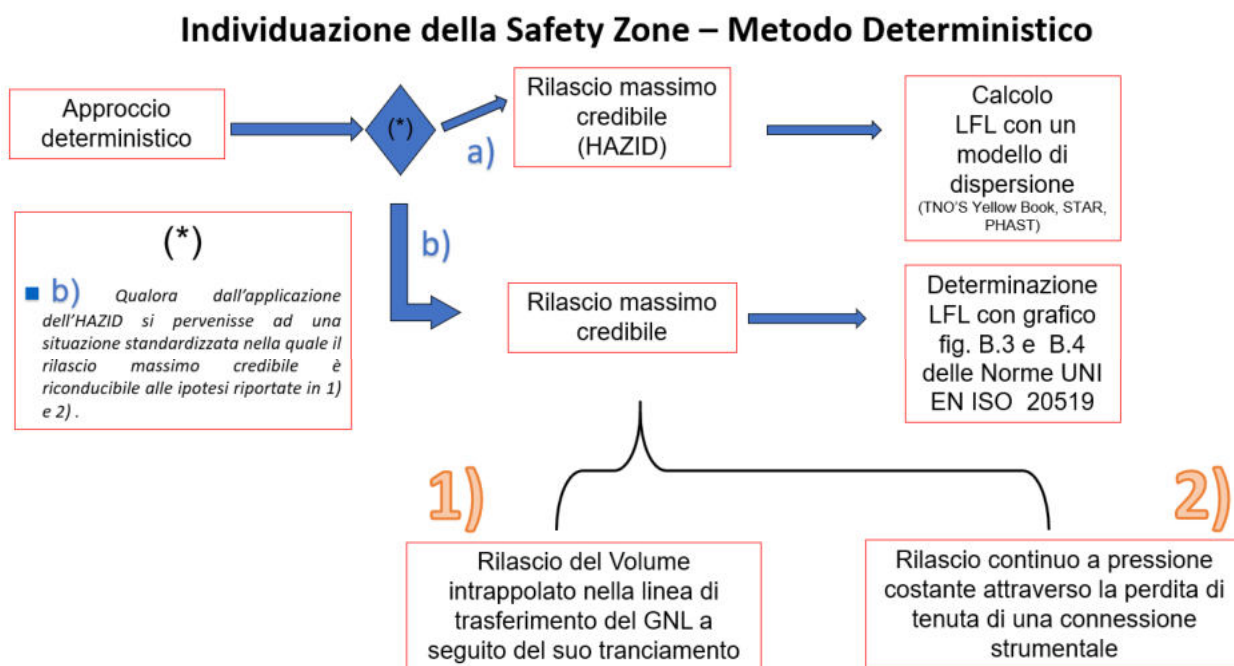 Individuazione della Safety Zone – Metodo Deterministico
Approccio
deterministico
(*)
a)
Rilascio massimo
credibile
(HAZID)
Calcolo
LFL con un
modello di
dispersione
(TNO'S Yellow Book, STAR,
PHAST)
(*)
b) Qualora dall'applicazione
dell'HAZID si pervenisse ad una
situazione standardizzata nella quale il
rilascio massimo credibile è
riconducibile alle ipotesi riportate in 1)
e 2) .
b)
Rilascio massimo
credibile
Determinazione
LFL con grafico
fig. B.3 e B.4
delle Norme UNI
EN ISO 20519
1)
Rilascio del Volume
intrappolato nella linea di
trasferimento del GNL a
seguito del suo tranciamento
2)
Rilascio continuo a pressione
costante attraverso la perdita di
tenuta di una connessione
strumentale